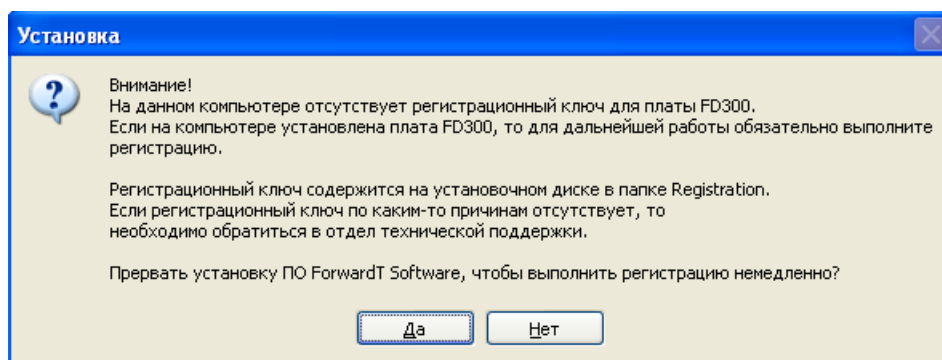 Установка
Внимание!
На данном компьютере отсутствует регистрационный ключ для платы FD300.
Если на компьютере установлена плата FD300, то для дальнейшей работы обязательно выполните
регистрацию.
Регистрационный ключ содержится на установочном диске в папке Registration.
Если регистрационный ключ по каким-то причинам отсутствует, то
необходимо обратиться в отдел технической поддержки.
Прервать установку ПО ForwardT Software, чтобы выполнить регистрацию немедленно?
Да Нет